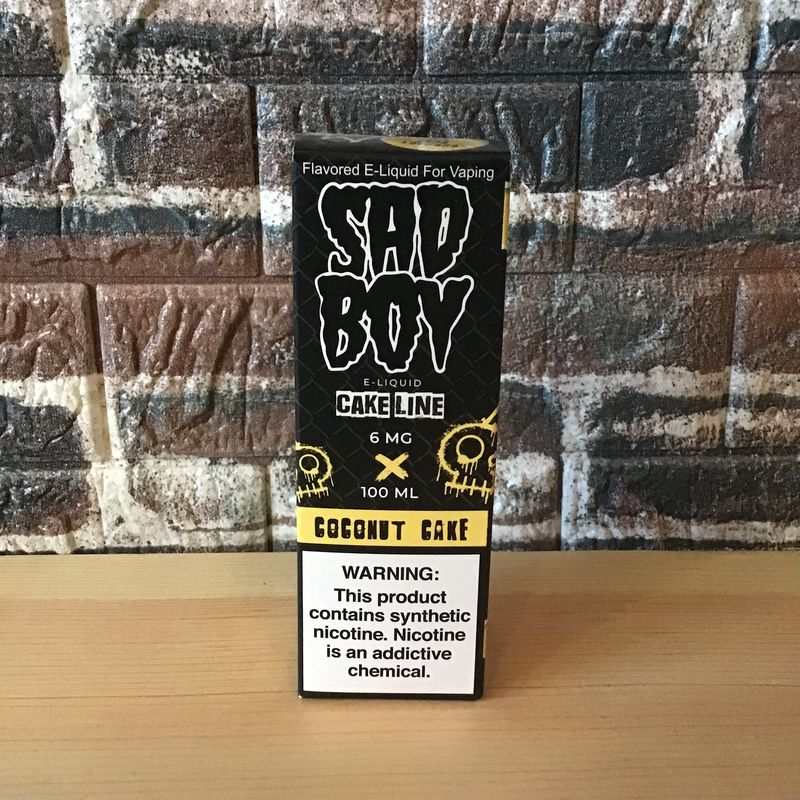 Flavored E-Liquid For Vaping
SAD
BOY
E-LIQUID
CAKE LINE
6 MG
X
100 ML
COCONUT CAKE
WARNING:
This product
contains synthetic
nicotine. Nicotine
is an addictive
chemical.